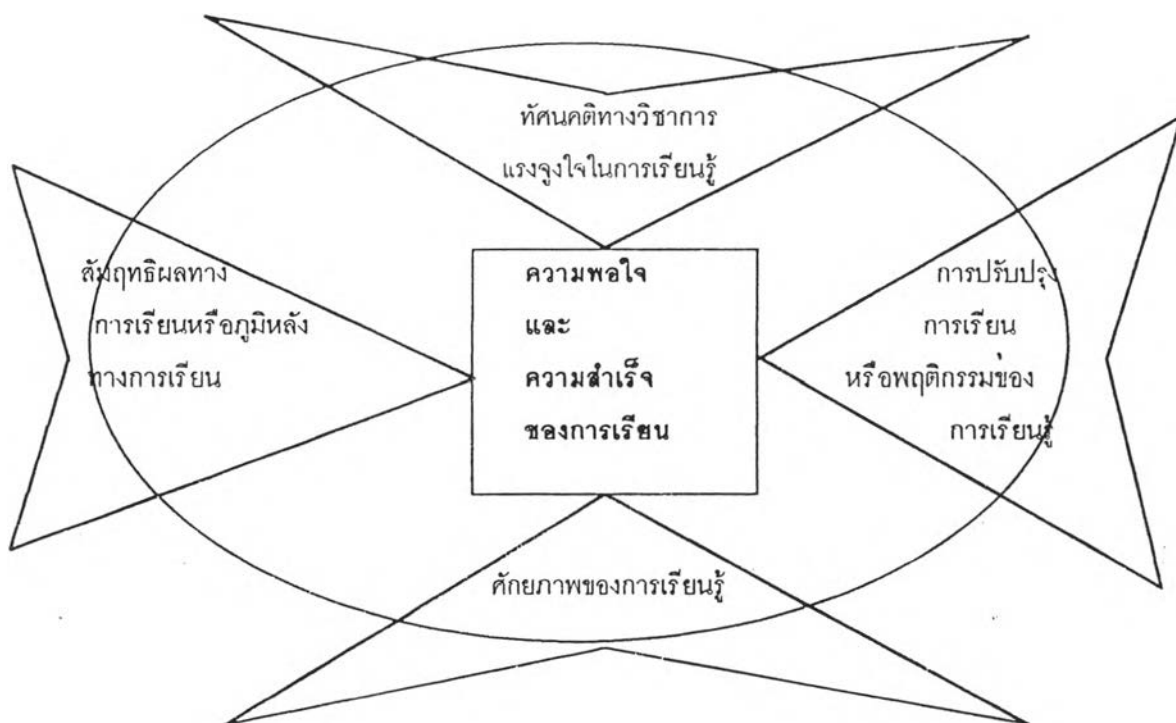 ทัศนคติทางวิชาการ
แรงจูงใจในการเรียนรู้
สัมฤทธิผลทาง
การเรียนหรือภูมิหลัง
ทางการเรียน
ความพอใจ
และ
ความสำเร็จ
ของการเรียน
การปรับปรุง
การเรียน
หรือพฤติกรรมข่อง
การเรียนรู้
ศักยภาพของการเรียนรู้